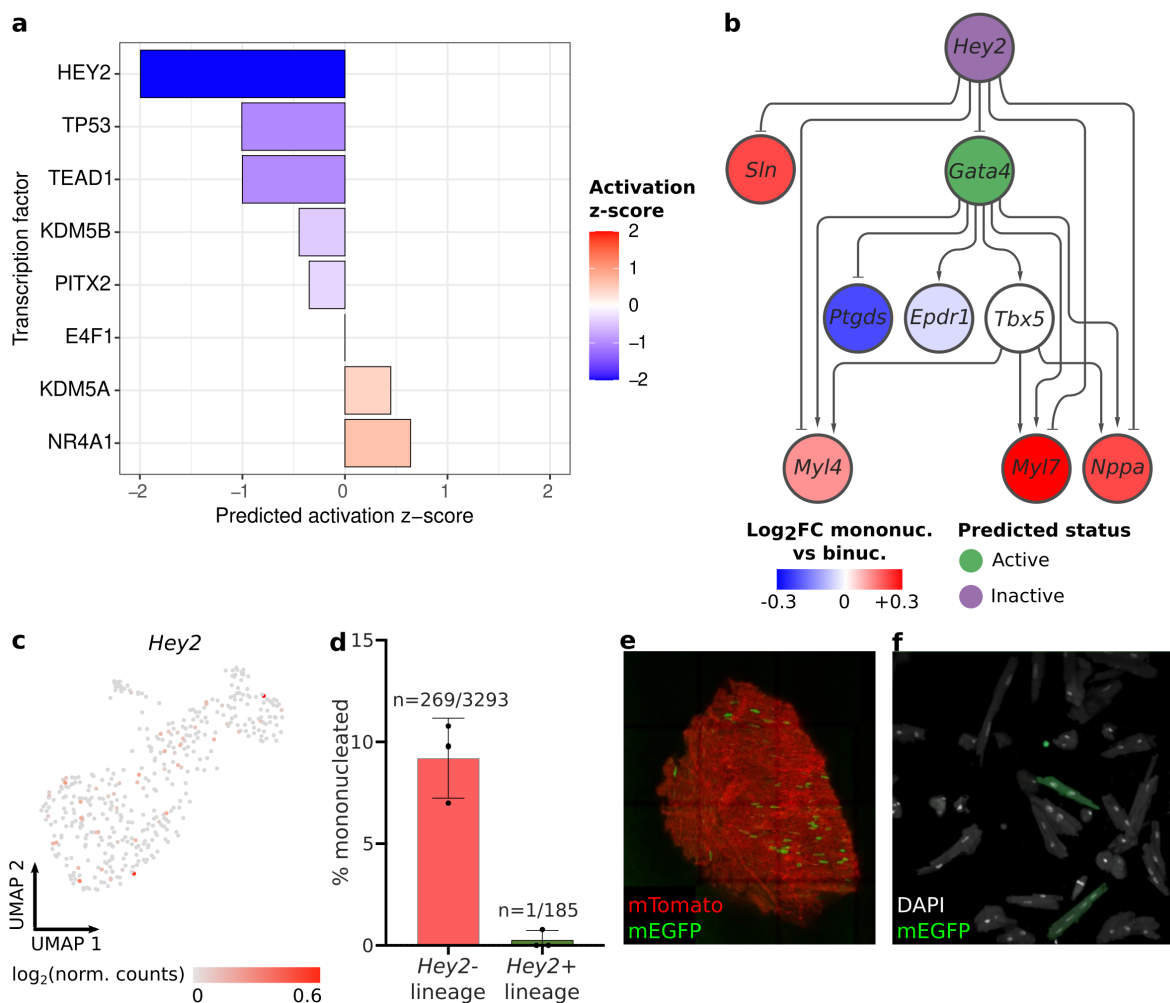 a
HEY2
TP53
TEAD1
KDM5B
PITX2
E4F1
KDM5A
NR4A1
Transcription factor
−2
−1
0
1
2
Predicted activation z−score
Activation
z-score
2
1
0
−1
−2
b
Hey2
Sln
Gata4
Ptgds
Epdr1
Tbx5
Myl4
Myl7
Nppa
Log2FC mononuc.
vs binuc.
-0.3 0 +0.3
Predicted status
Active
Inactive
c
Hey2
UMAP 2
UMAP 1
log₂(norm. counts)
0 0.6
d
15
10
5
0
% mononucleated
n=269/3293
n=1/185
Hey2-
lineage
Hey2+
lineage
e
mTomato
mEGFP
f
DAPI
mEGFP